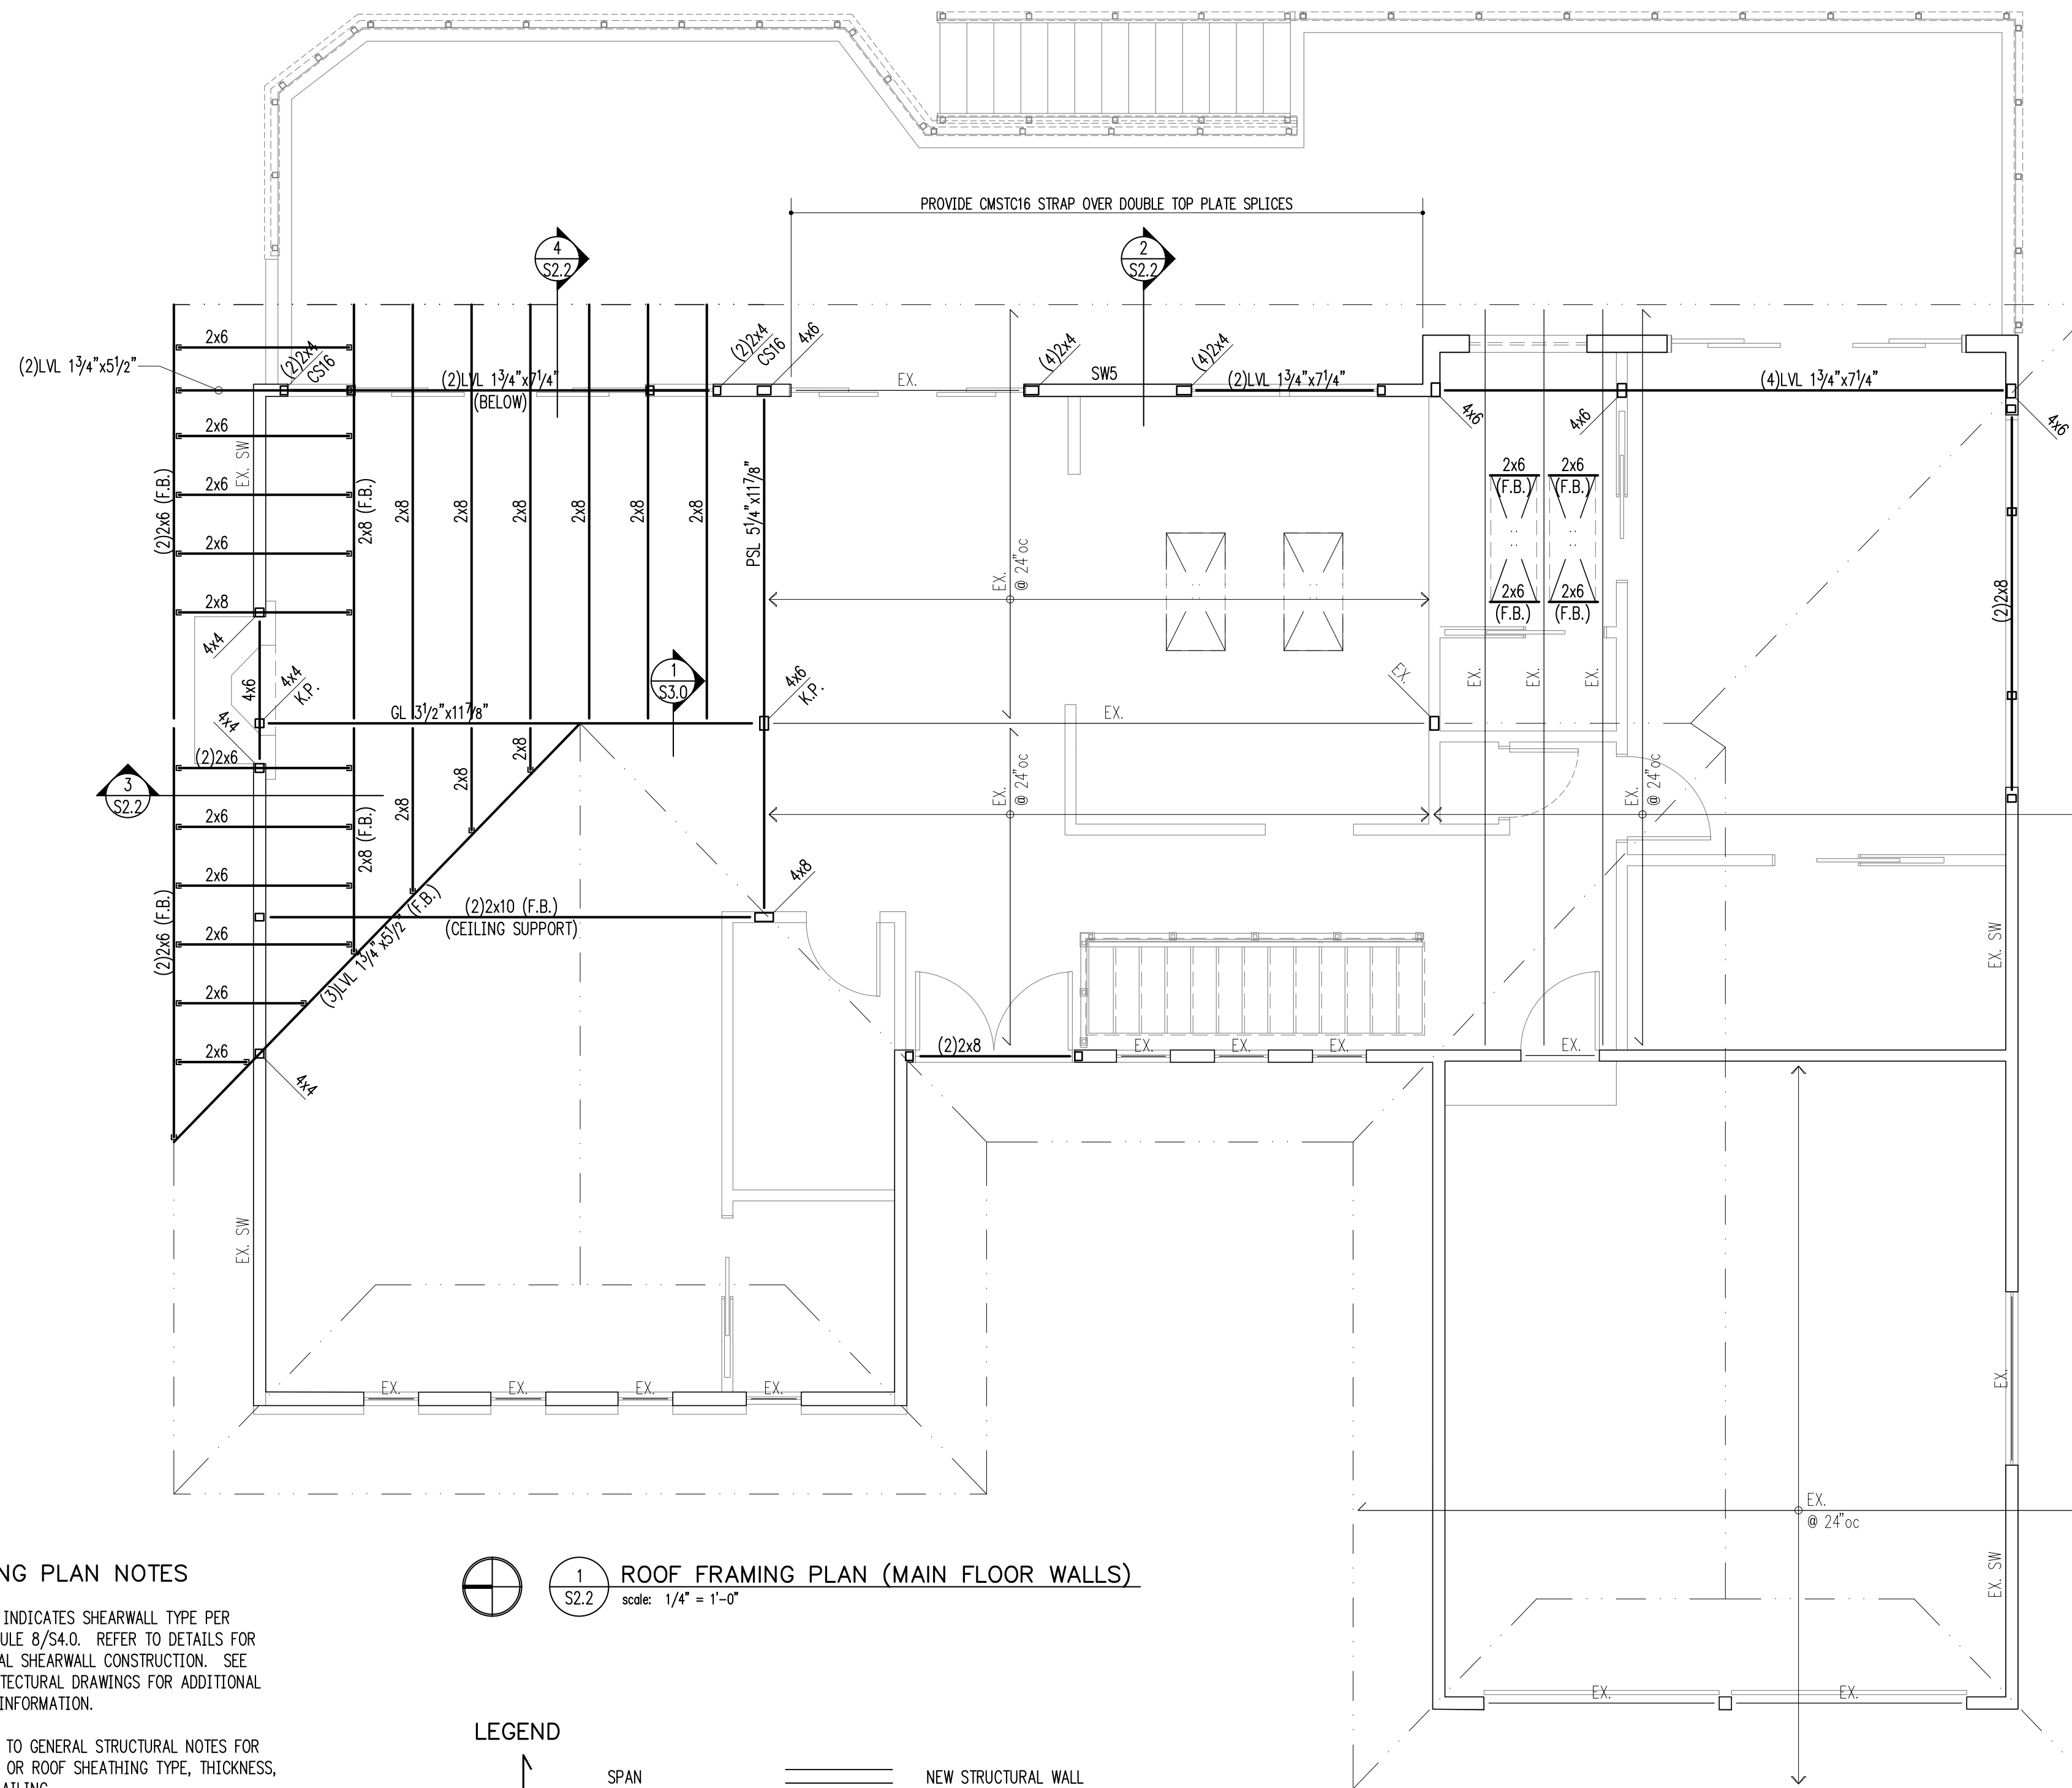 PROVIDE CMSTC16 STRAP OVER DOUBLE TOP PLATE SPLICES
4
S2.2
2
S2.2
2x6
(2)2x4
CS16
(2)2x4
CS16
4x6
(4)2x4
(4)2x4
SW5
(2)LVL 1¾"x5½"
(2)LVL 1¾"x7¼"
(BELOW)
EX.
(2)LVL 1¾"x7¼"
(4)LVL 1¾"x7¼"
4x6
4x6
4x6
2x6
EX. SW
2x6
(2)2x6 (F.B.)
2x8 (F.B.)
2x8
2x8
2x8
2x8
2x8
2x8
PSL 5¼"x11⅞"
2x6
(F.B.)
2x6
(F.B.)
2x6
EX.
@ 24"oc
2x8
2x6
(F.B.)
2x6
(F.B.)
(2)2x8
4x4
4x6
4x4
K.P.
1
S3.0
4x6
K.P.
EX.
EX.
EX.
EX.
4x4
GL 3½"x11⅞"
EX.
(2)2x6
2x8
2x8
2x8
3
S2.2
2x6
2x8 (F.B.)
EX.
@ 24"oc
EX.
@ 24"oc
2x6
4x8
(2)2x6 (F.B.)
(2)2x10 (F.B.)
(CEILING SUPPORT)
2x6
(3)LVL 1¾"x5½" (F.B.)
EX. SW
2x6
2x6
4x4
(2)2x8
EX.
EX.
EX.
EX.
EX. SW
EX.
EX.
EX.
EX.
EX.
EX.
@ 24"oc
EX. SW
EX.
EX.
NG PLAN NOTES
INDICATES SHEARWALL TYPE PER
ULE 8/S4.0. REFER TO DETAILS FOR
AL SHEARWALL CONSTRUCTION. SEE
TECTURAL DRAWINGS FOR ADDITIONAL
INFORMATION.
TO GENERAL STRUCTURAL NOTES FOR
OR ROOF SHEATHING TYPE, THICKNESS,
1
S2.2
ROOF FRAMING PLAN (MAIN FLOOR WALLS)
scale: 1/4" = 1'-0"
LEGEND
SPAN
NEW STRUCTURAL WALL